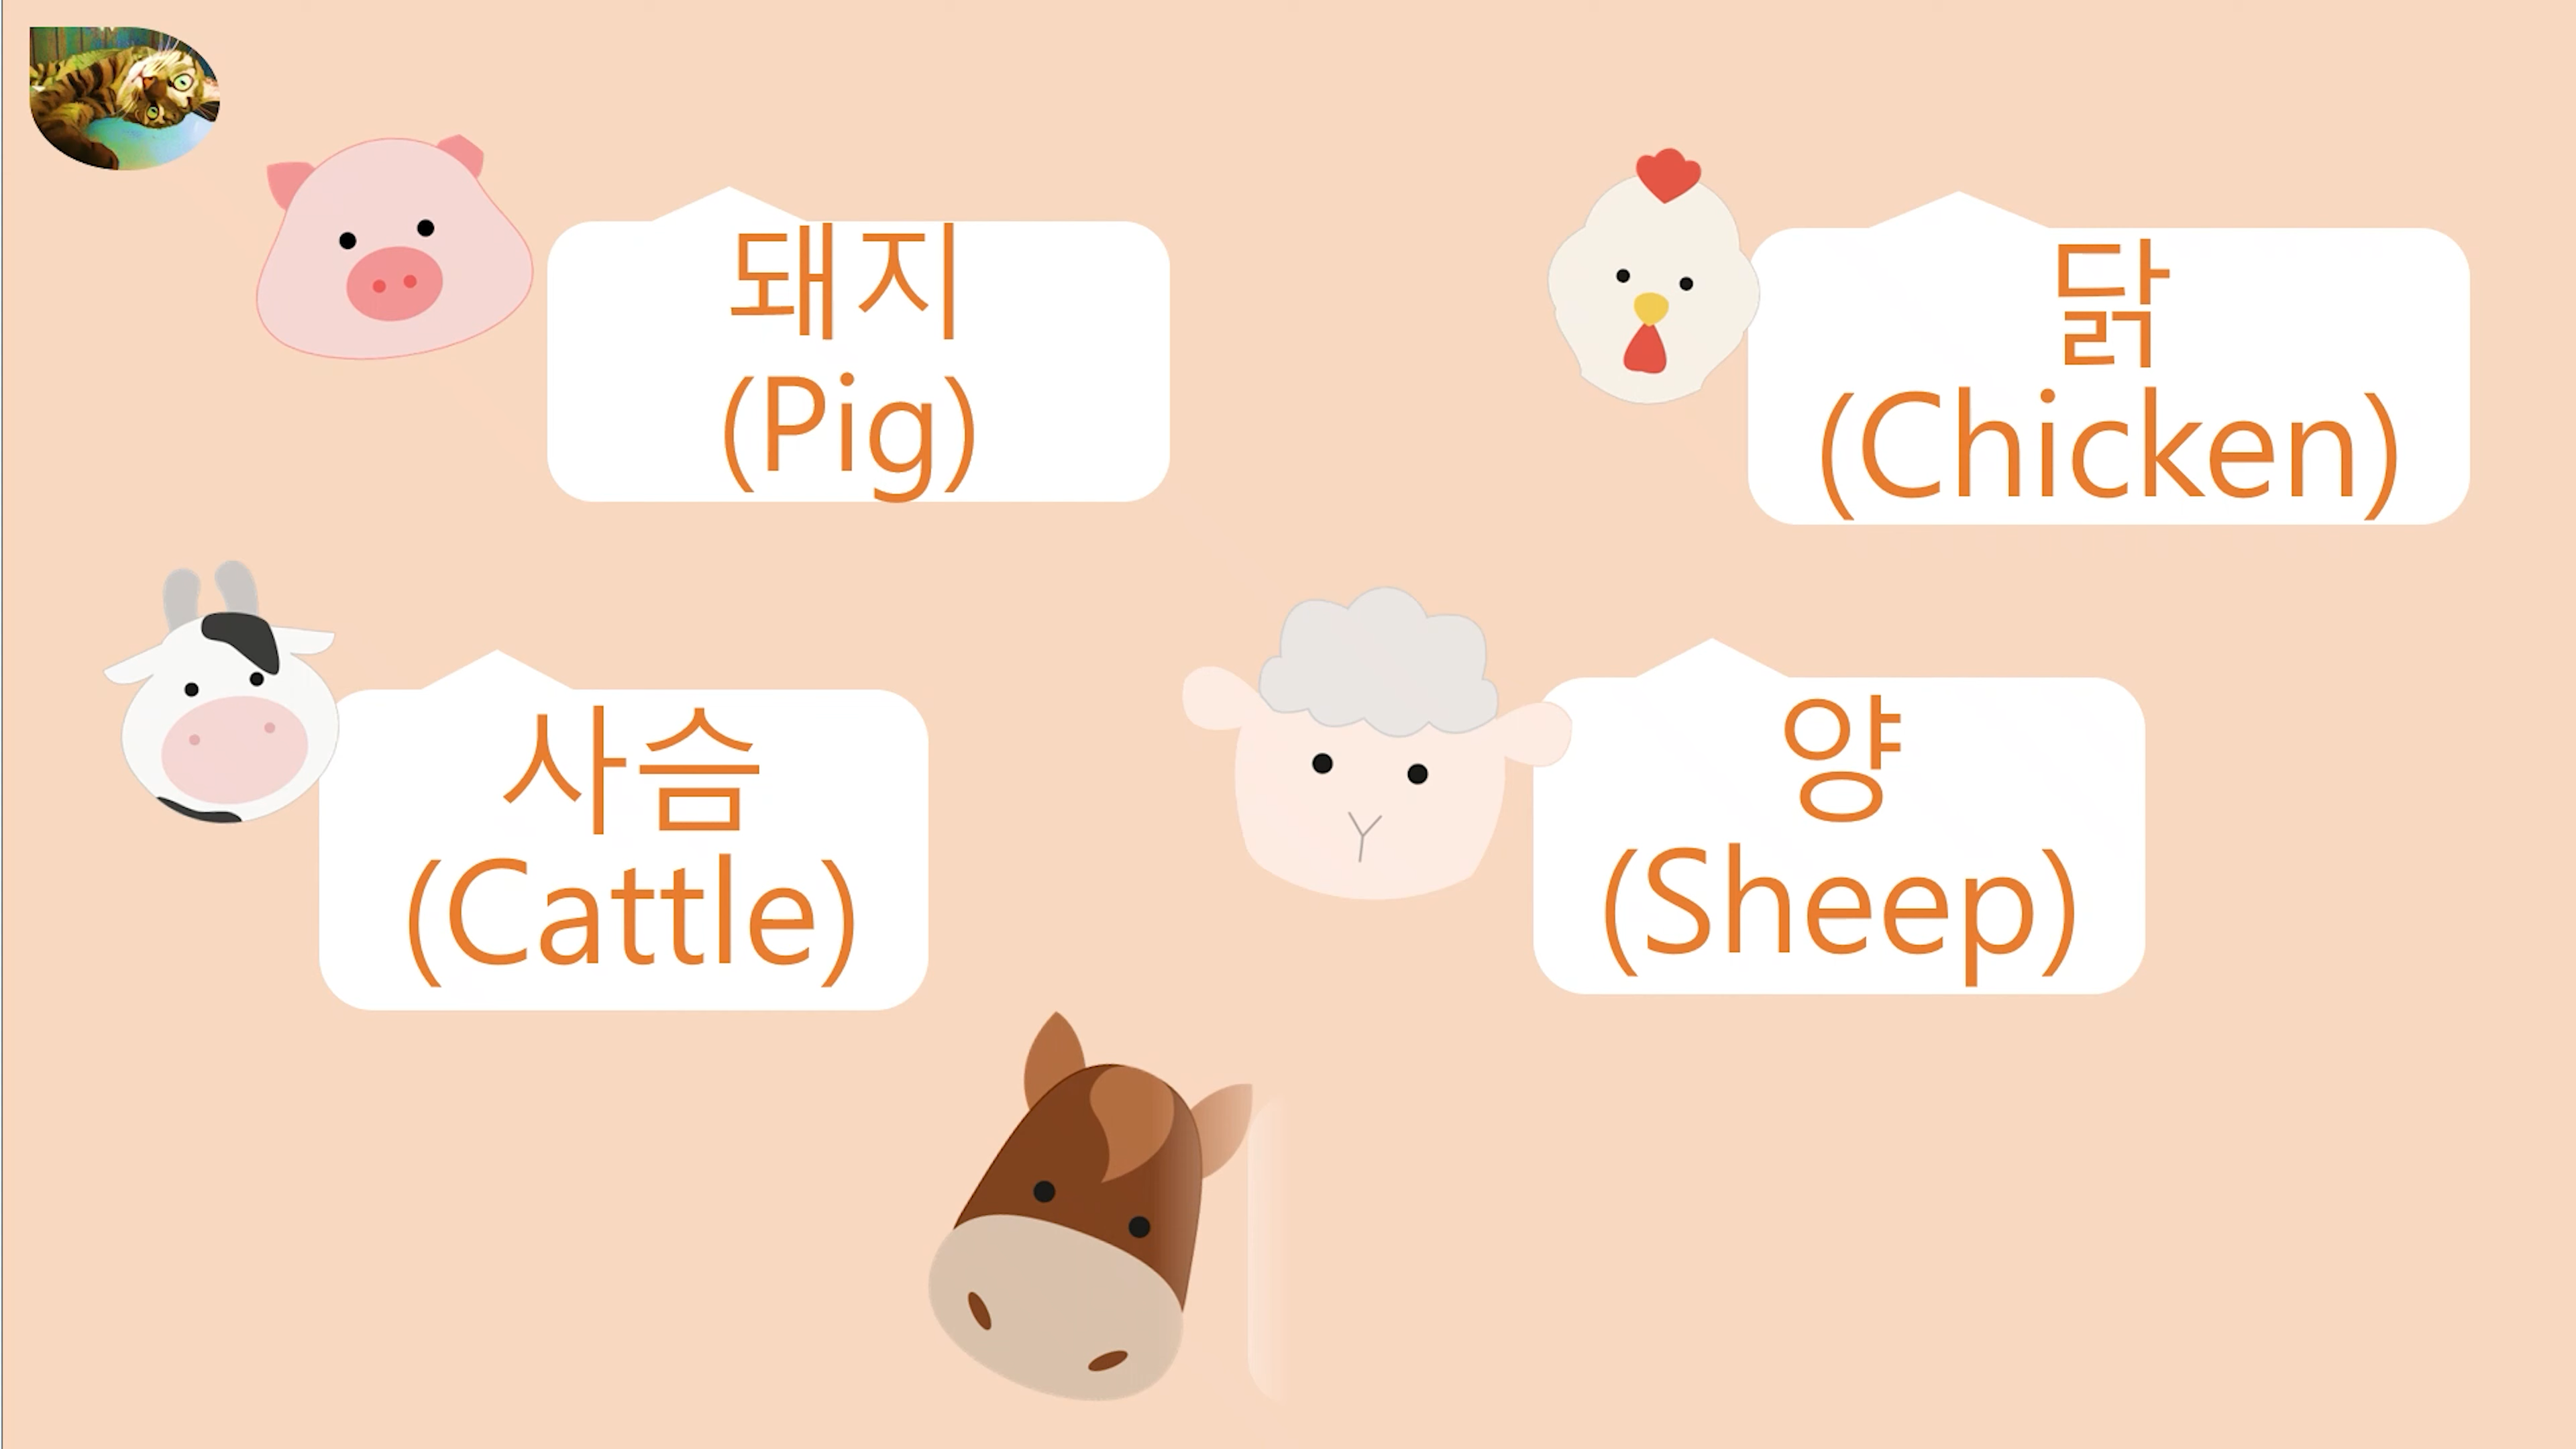 돼지
(Pig)
닭
(Chicken)
사슴
(Cattle)
양
(Sheep)